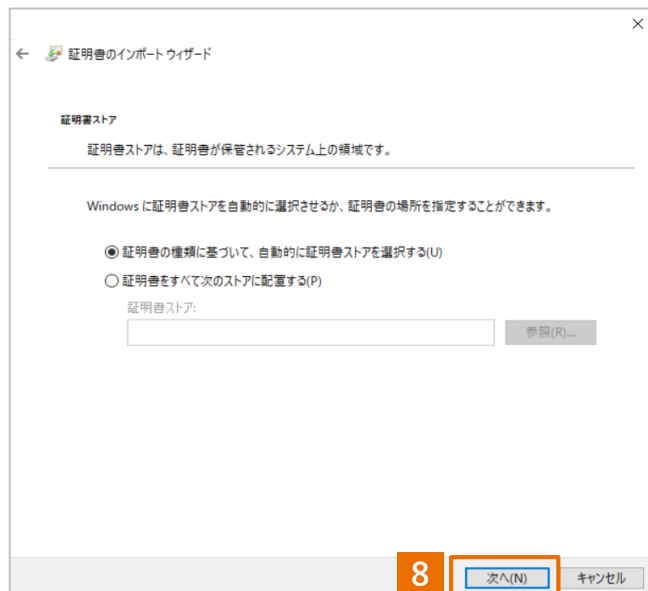 証明書のインポート ウィザード
証明書ストア
証明書ストアは、証明書が保管されるシステム上の領域です。
Windows に証明書ストアを自動的に選択させるか、証明書の場所を指定することができます。
証明書の種類に基づいて、自動的に証明書ストアを選択する(U)
証明書をすべて次のストアに配置する(P)
証明書ストア:
参照(R)...
8
次へ(N) キャンセル